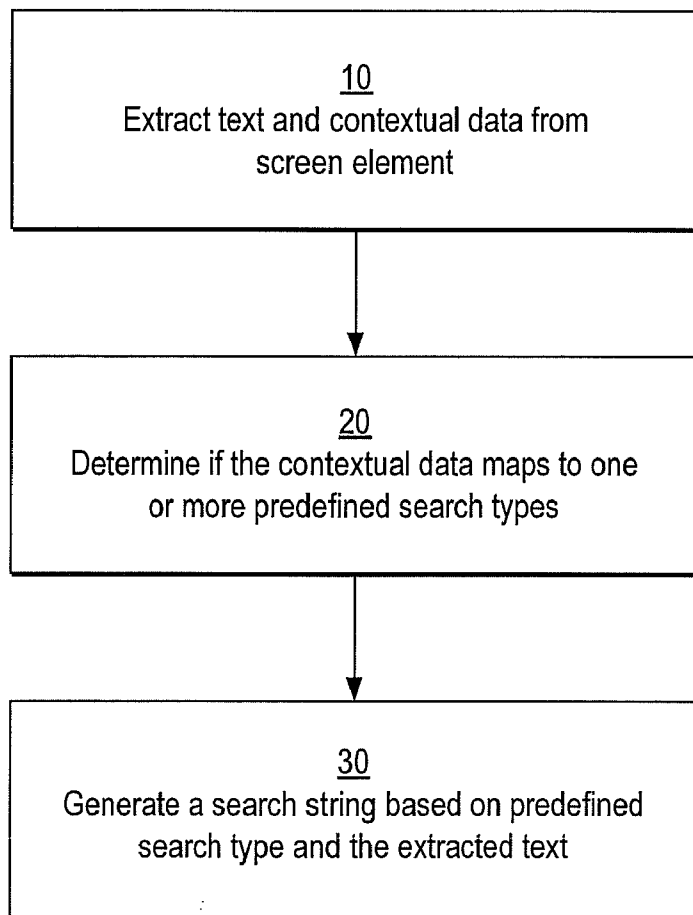 10
Extract text and contextual data from
screen element
20
Determine if the contextual data maps to one
or more predefined search types
30
Generate a search string based on predefined
search type and the extracted text